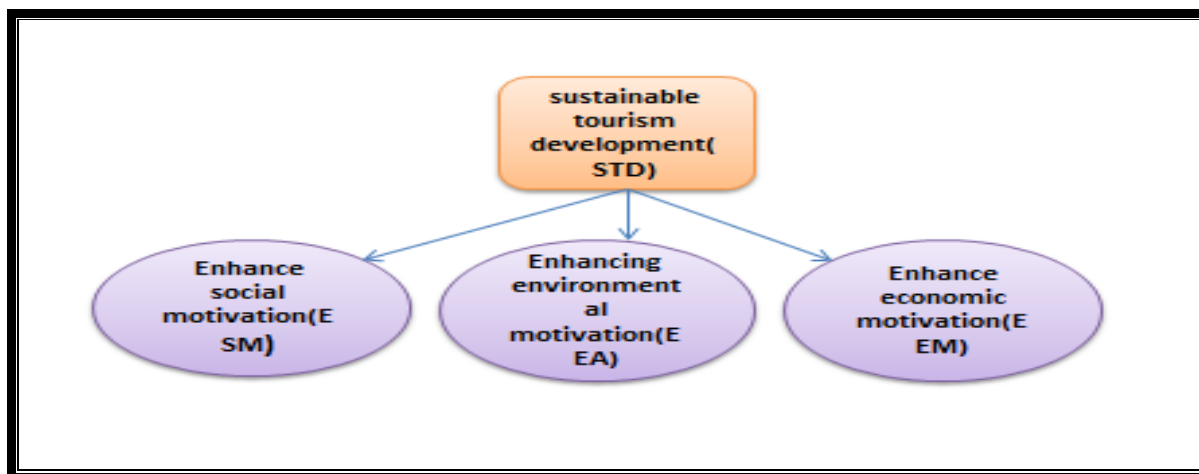 sustainable
tourism
development(
STD)
Enhance
social
motivation(E
SM)
Enhancing
environment
al
motivation(E
EA)
Enhance
economic
motivation(E
EM)